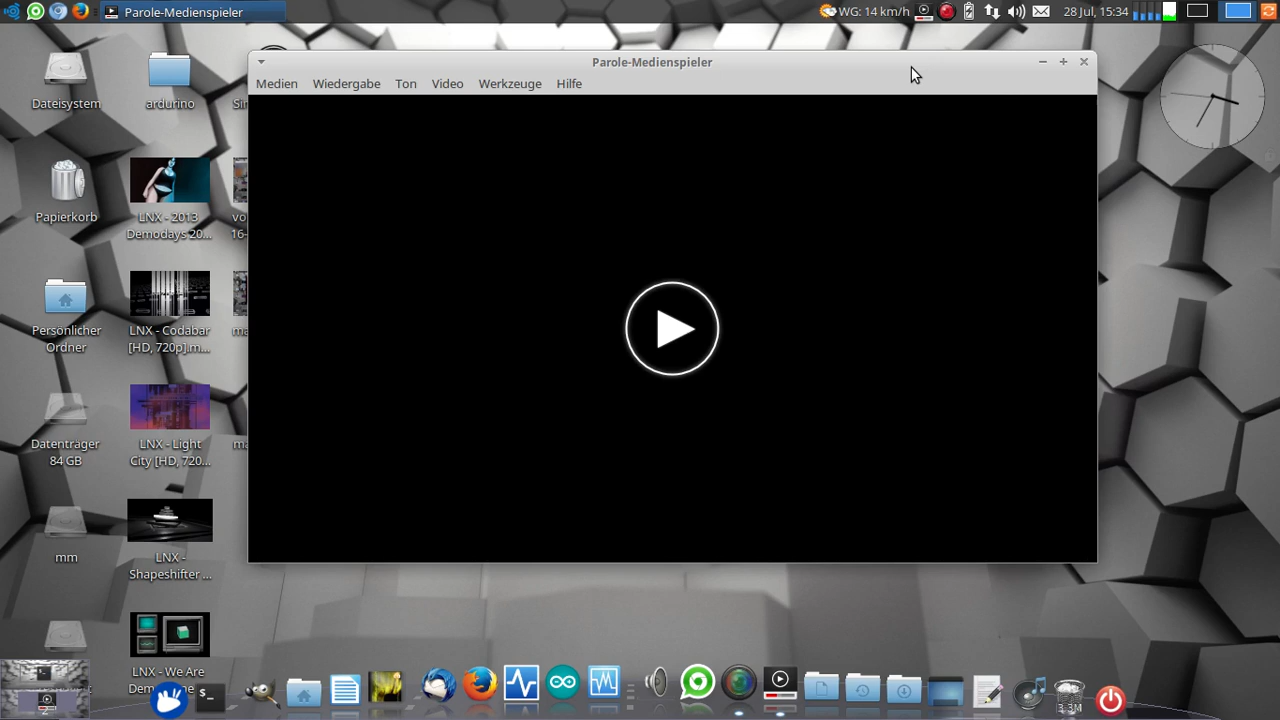 Parole-Medienspieler
WG: 14 km/h
28 Jul, 15:34
Parole-Medienspieler
Medien Wiedergabe Ton Video Werkzeuge Hilfe
Dateisystem
ardurino
Papierkorb
LNX - 2013
Demodays 20...
vo
16-
Persönlicher
Ordner
LNX - Codabar
[HD, 720p].m...
Datenträger
84 GB
LNX - Light
City [HD, 720...
mm
LNX -
Shapeshifter ...
LNX - We Are
3.3M